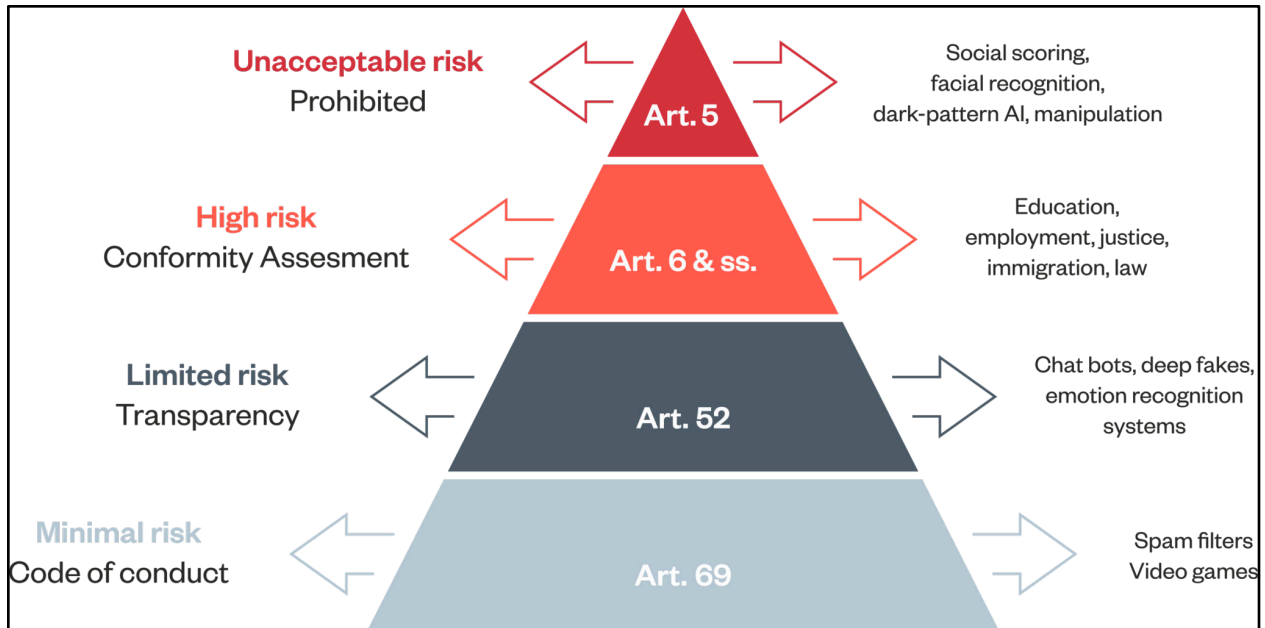 Unacceptable risk
Prohibited
Art. 5
Social scoring,
facial recognition,
dark-pattern AI, manipulation
High risk
Conformity Assesment
Art. 6 & ss.
Education,
employment, justice,
immigration, law
Limited risk
Transparency
Art. 52
Chat bots, deep fakes,
emotion recognition
systems
Minimal risk
Code of conduct
Art. 69
Spam filters
Video games